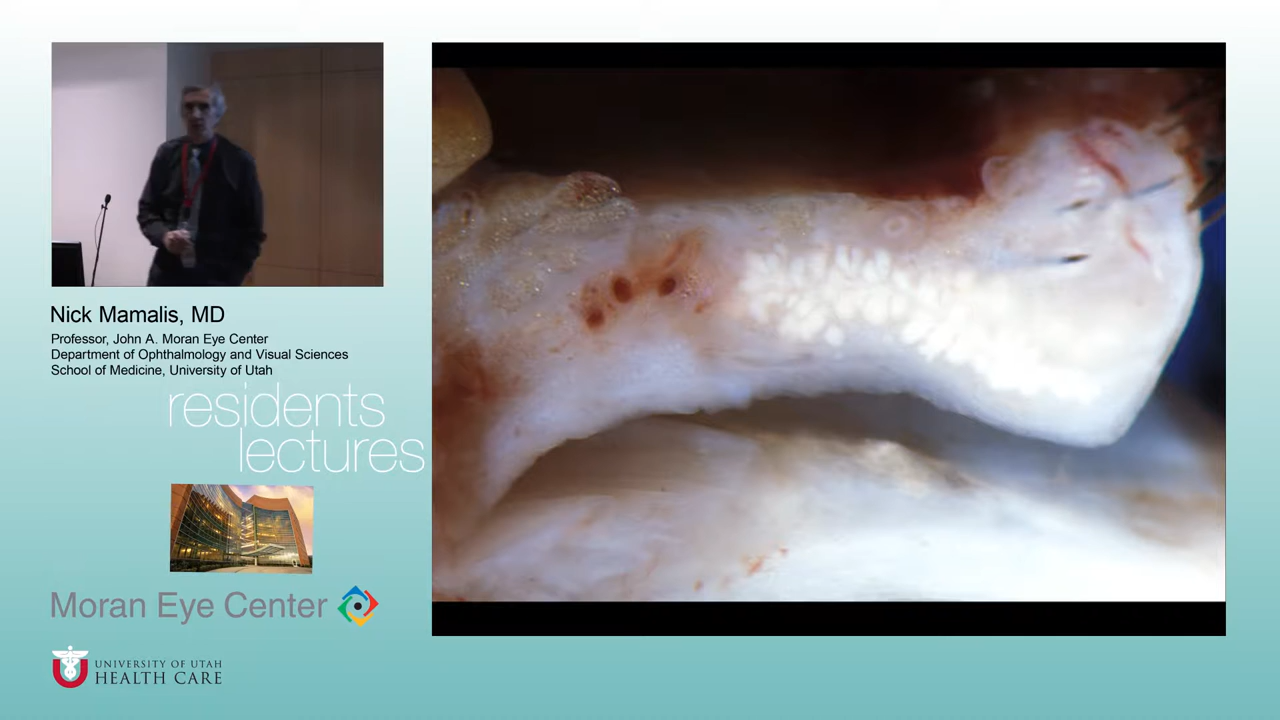 Nick Mamalis, MD
Professor, John A. Moran Eye Center
Department of Ophthalmology and Visual Sciences
School of Medicine, University of Utah
residents
lectures
Moran Eye Center
UNIVERSITY OF UTAH
HEALTH CARE